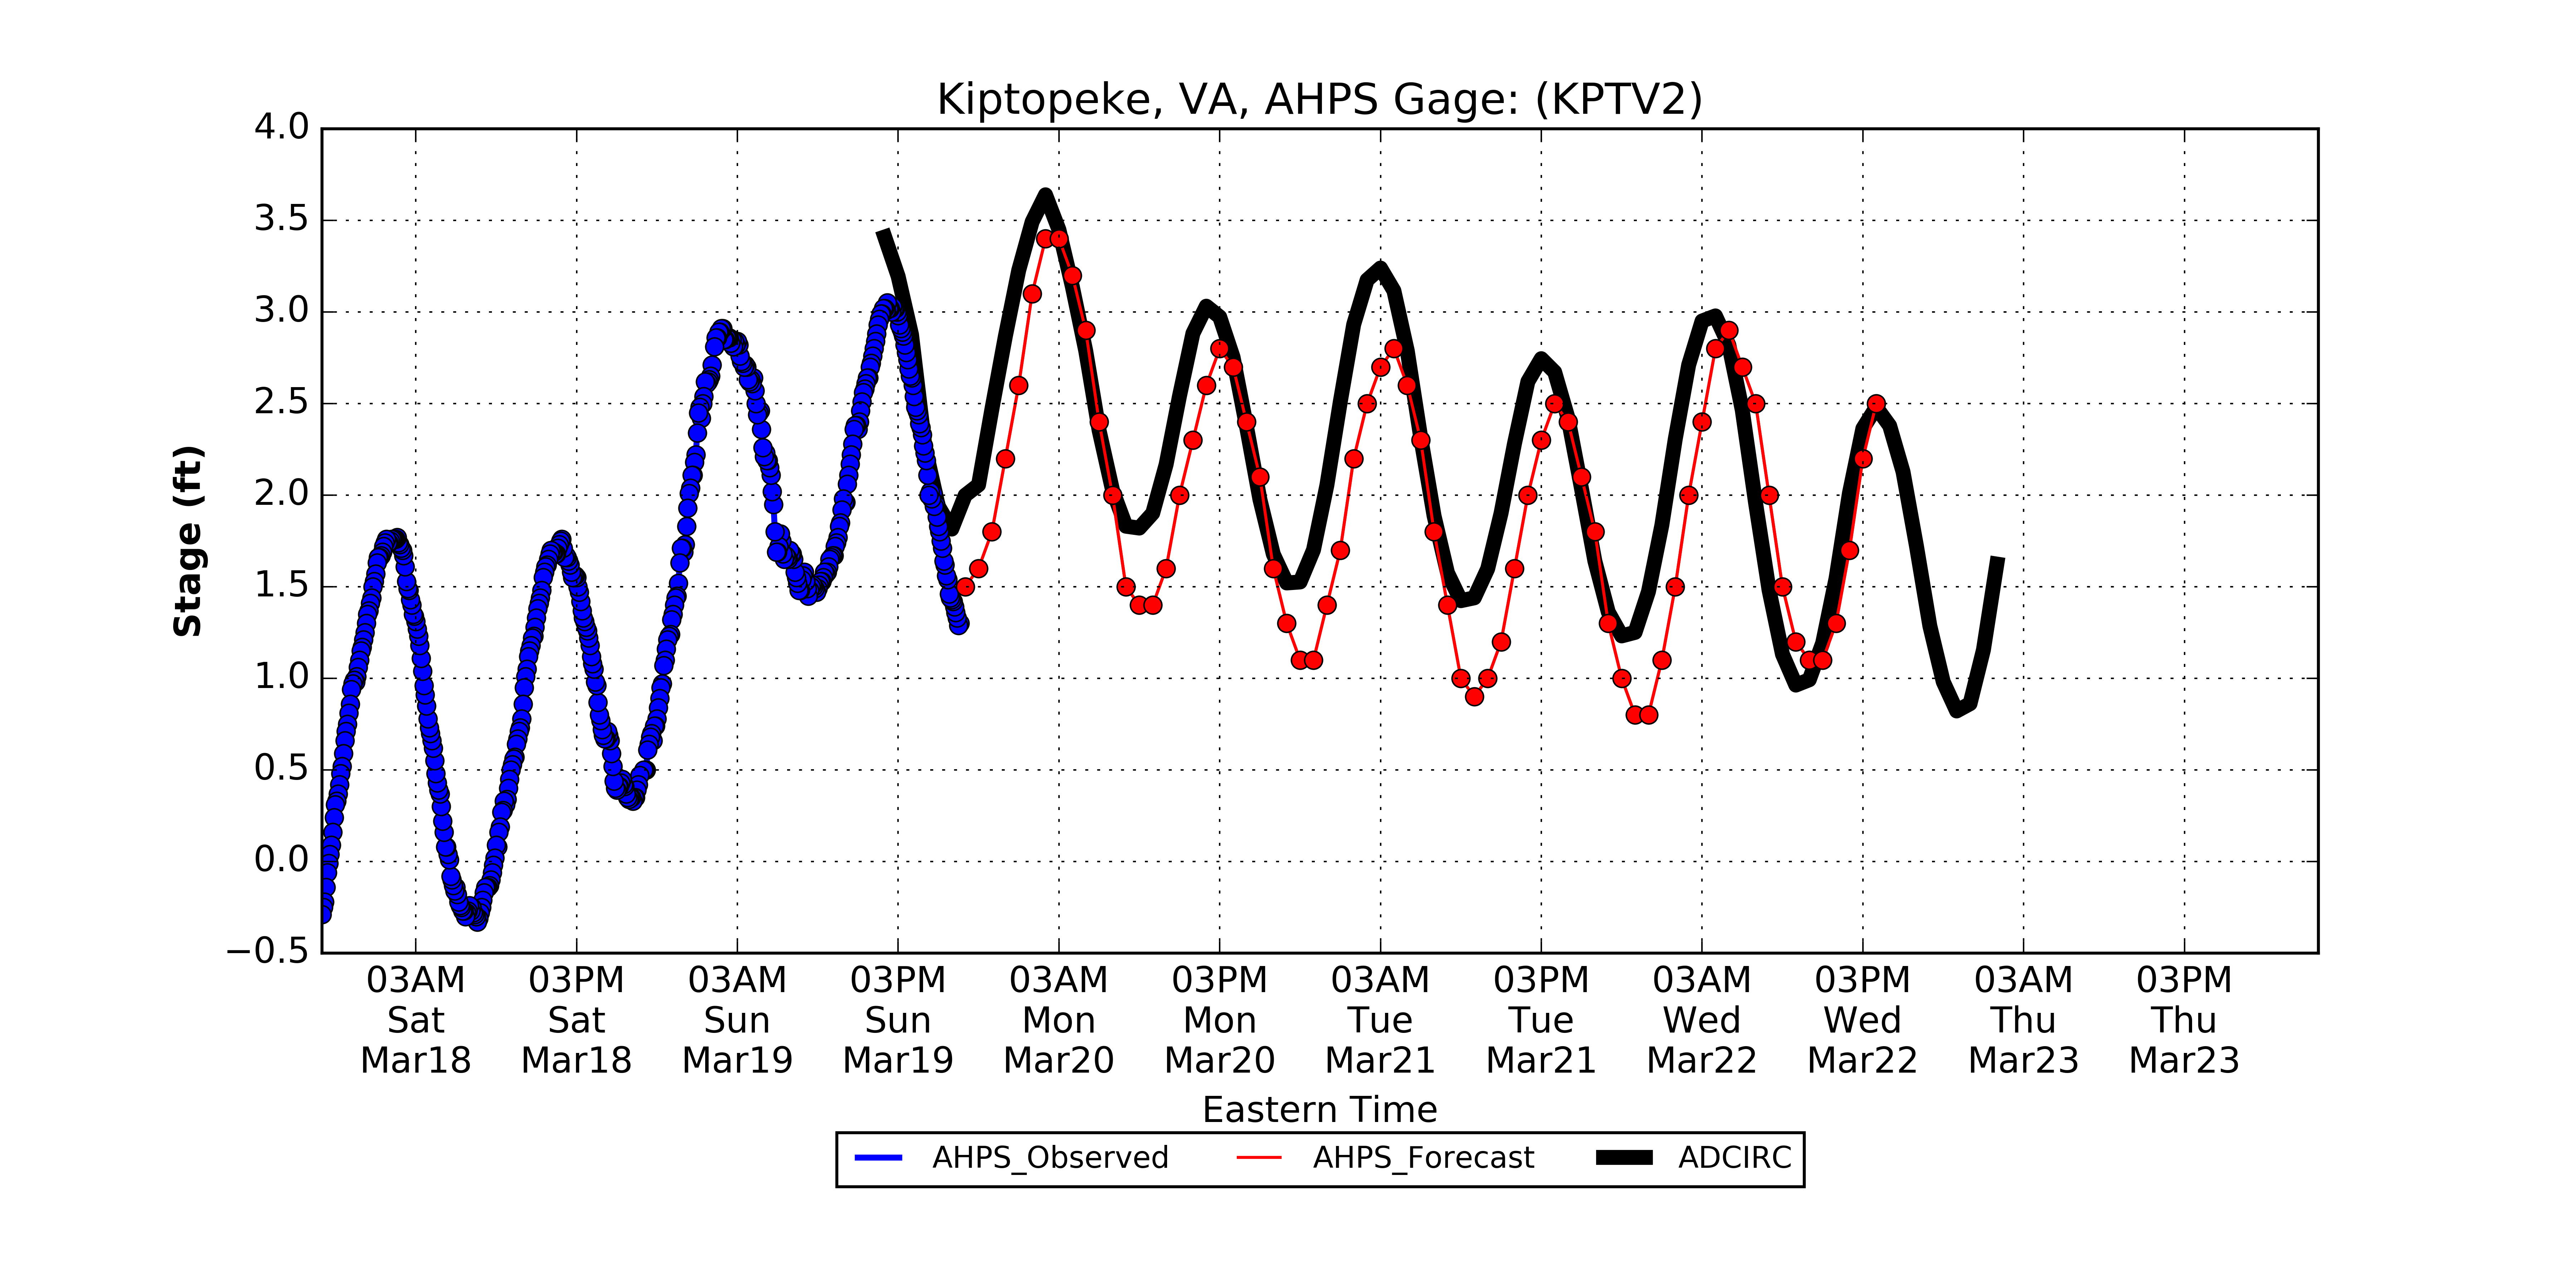 Kiptopeke, VA, AHPS Gage: (KPTV2)
4.0
3.5
3.0
2.5
2.0
1.5
1.0
0.5
0.0
−0.5
Stage (ft)
03AM 03PM 03AM 03PM 03AM 03PM 03AM 03PM 03AM 03PM 03AM 03PM
Sat Sat Sun Sun Mon Mon Tue Tue Wed Wed Thu Thu
Mar18 Mar18 Mar19 Mar19 Mar20 Mar20 Mar21 Mar21 Mar22 Mar22 Mar23 Mar23
Eastern Time
AHPS_Observed AHPS_Forecast ADCIRC